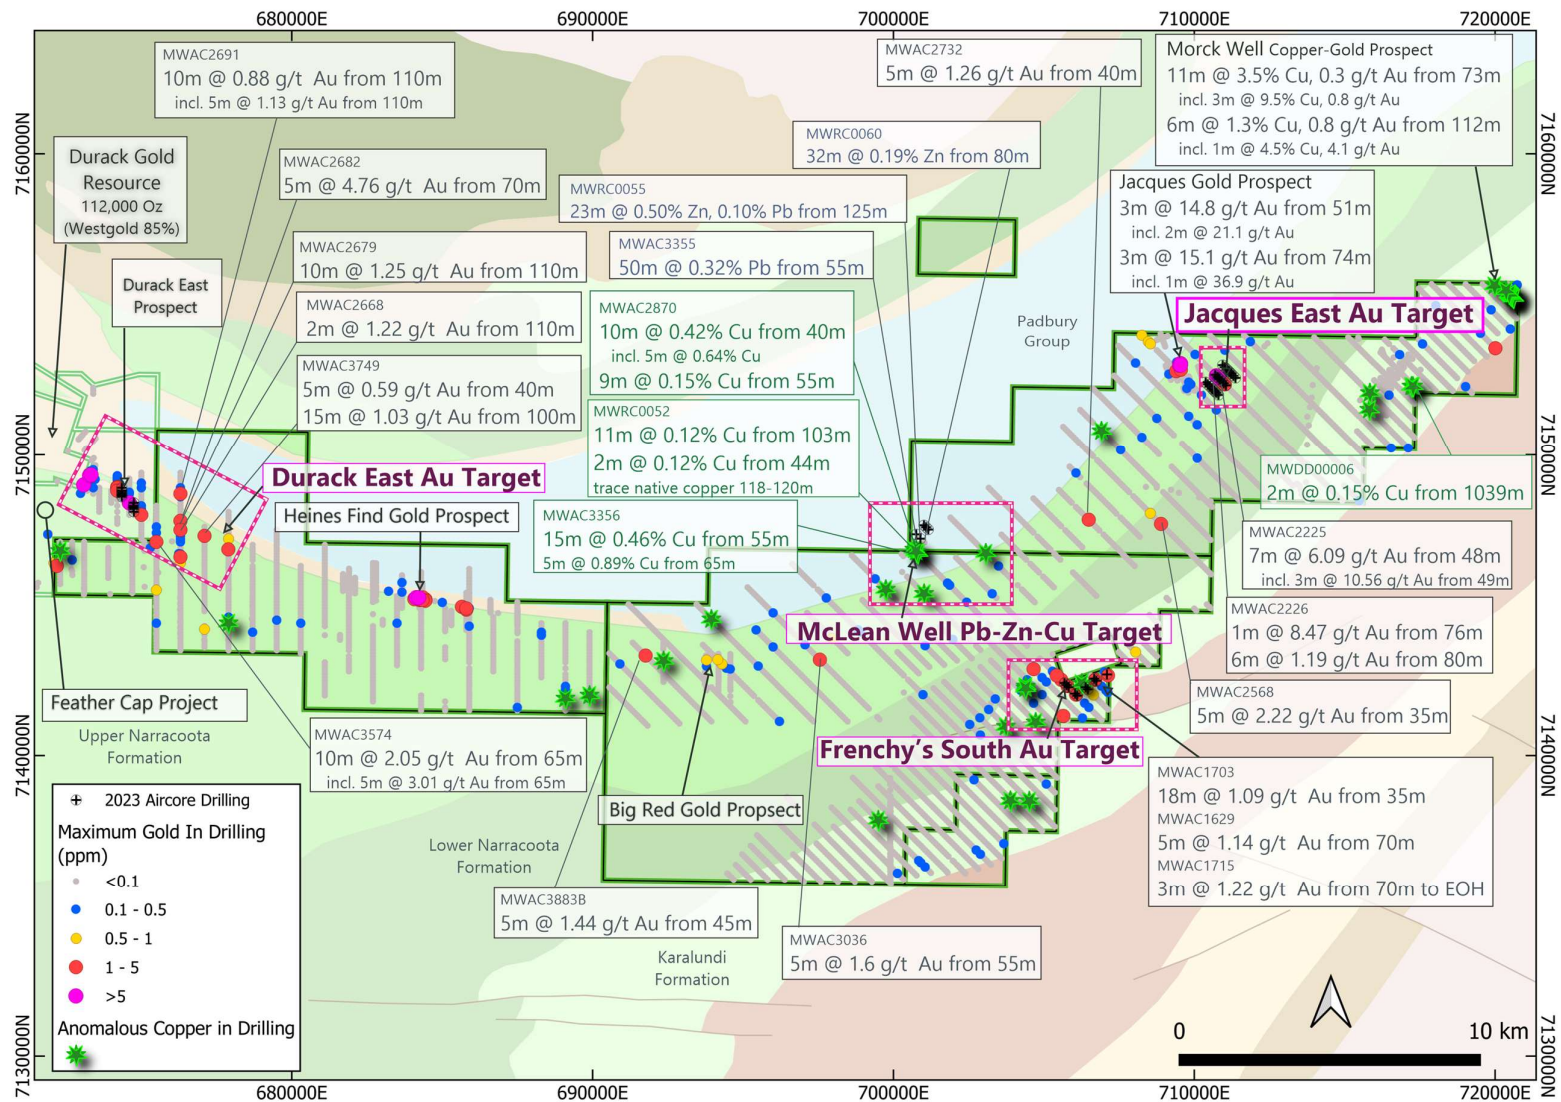 680000E
690000E
700000E
710000E
720000E
7160000N
7150000N
7140000N
7130000N
7160000N
7150000N
7140000N
7130000N
MWAC2691
10m @ 0.88 g/t Au from 110m
incl. 5m @ 1.13 g/t Au from 110m
MWAC2732
5m @ 1.26 g/t Au from 40m
Morck Well Copper-Gold Prospect
11m @ 3.5% Cu, 0.3 g/t Au from 73m
incl. 3m @ 9.5% Cu, 0.8 g/t Au
6m @ 1.3% Cu, 0.8 g/t Au from 112m
incl. 1m @ 4.5% Cu, 4.1 g/t Au
Durack Gold
Resource
112,000 Oz
(Westgold 85%)
MWAC2682
5m @ 4.76 g/t Au from 70m
MWRC0060
32m @ 0.19% Zn from 80m
MWRC0055
23m @ 0.50% Zn, 0.10% Pb from 125m
Jacques Gold Prospect
3m @ 14.8 g/t Au from 51m
incl. 2m @ 21.1 g/t Au
3m @ 15.1 g/t Au from 74m
incl. 1m @ 36.9 g/t Au
MWAC2679
10m @ 1.25 g/t Au from 110m
MWAC3355
50m @ 0.32% Pb from 55m
Durack East
Prospect
MWAC2668
2m @ 1.22 g/t Au from 110m
MWAC2870
10m @ 0.42% Cu from 40m
incl. 5m @ 0.64% Cu
9m @ 0.15% Cu from 55m
Padbury
Group
Jacques East Au Target
MWAC3749
5m @ 0.59 g/t Au from 40m
15m @ 1.03 g/t Au from 100m
MWRC0052
11m @ 0.12% Cu from 103m
2m @ 0.12% Cu from 44m
trace native copper 118-120m
Durack East Au Target
MWDD00006
2m @ 0.15% Cu from 1039m
Heines Find Gold Prospect
MWAC3356
15m @ 0.46% Cu from 55m
5m @ 0.89% Cu from 65m
MWAC2225
7m @ 6.09 g/t Au from 48m
incl. 3m @ 10.56 g/t Au from 49m
McLean Well Pb-Zn-Cu Target
MWAC2226
1m @ 8.47 g/t Au from 76m
6m @ 1.19 g/t Au from 80m
MWAC2568
5m @ 2.22 g/t Au from 35m
Feather Cap Project
Upper Narracoota
Formation
MWAC3574
10m @ 2.05 g/t Au from 65m
incl. 5m @ 3.01 g/t Au from 65m
Frenchy's South Au Target
Big Red Gold Propsect
MWAC1703
18m @ 1.09 g/t Au from 35m
MWAC1629
5m @ 1.14 g/t Au from 70m
MWAC1715
3m @ 1.22 g/t Au from 70m to EOH
Lower Narracoota
Formation
MWAC3883B
5m @ 1.44 g/t Au from 45m
MWAC3036
5m @ 1.6 g/t Au from 55m
Karalundi
Formation
2023 Aircore Drilling
Maximum Gold In Drilling
(ppm)
<0.1
0.1 - 0.5
0.5 - 1
1 - 5
>5
Anomalous Copper in Drilling
0
10 km
680000E
690000E
700000E
710000E
720000E